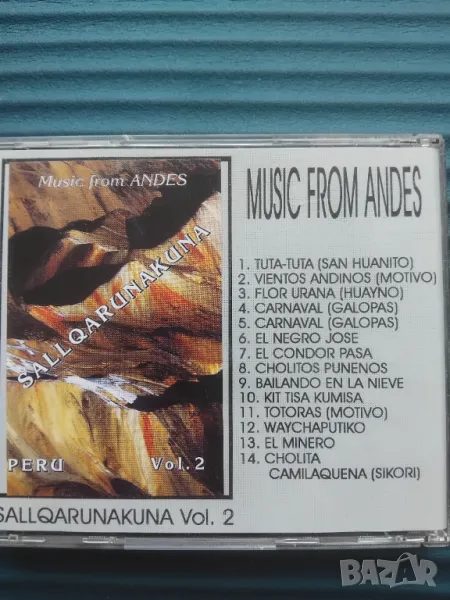 Music from ANDES
SALLQARUNAKUNA
PERU Vol. 2
MUSIC FROM ANDES
1. TUTA-TUTA (SAN HUANITO)
2. VIENTOS ANDINOS (MOTIVO)
3. FLOR URANA (HUAYNO)
4. CARNAVAL (GALOPAS)
5. CARNAVAL (GALOPAS)
6. EL NEGRO JOSE
7. EL CONDOR PASA
8. CHOLITOS PUNENOS
9. BAILANDO EN LA NIEVE
10. KIT TISA KUMISA
11. TOTORAS (MOTIVO)
12. WAYCHAPUTIKO
13. EL MINERO
14. CHOLITA
CAMILAQUENA (SIKORI)
SALLQARUNAKUNA Vol. 2
BAZAR.bg